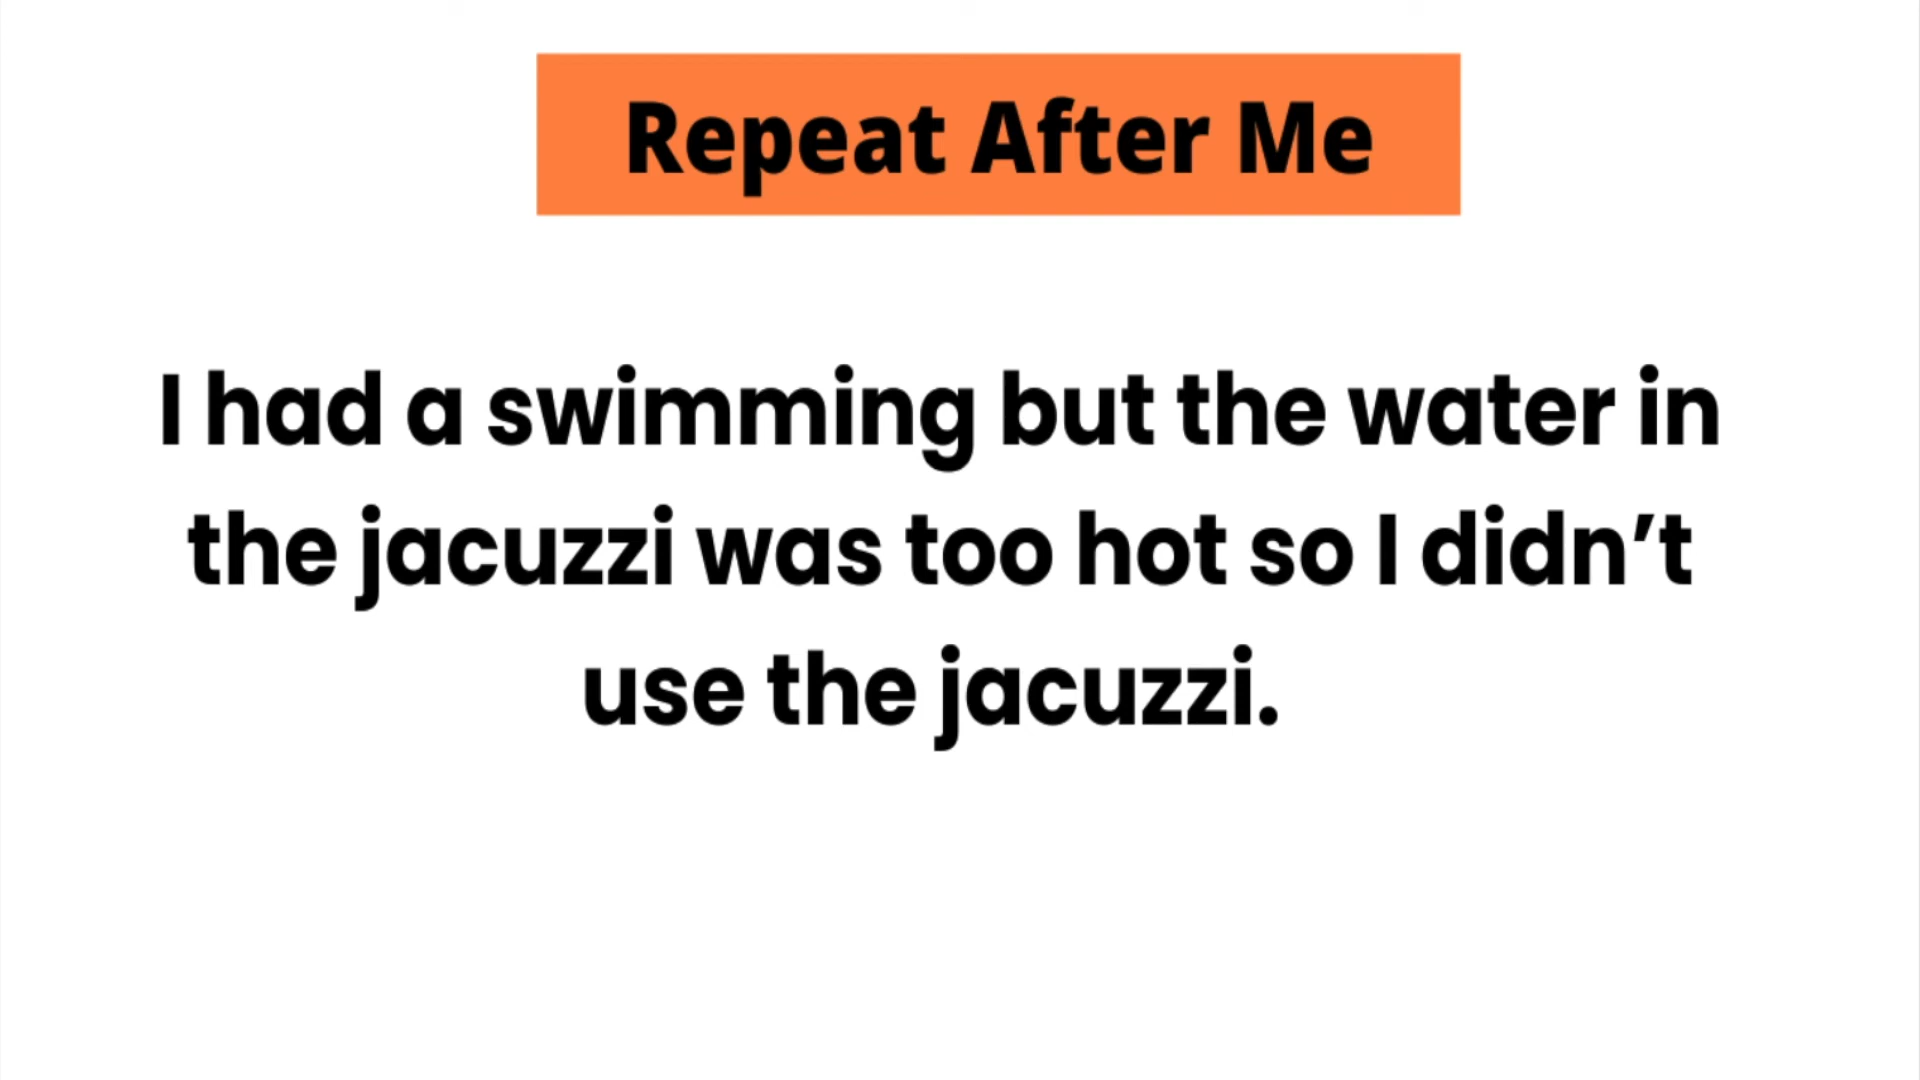 Repeat After Me
I had a swimming but the water in
the jacuzzi was too hot so I didn’t
use the jacuzzi.